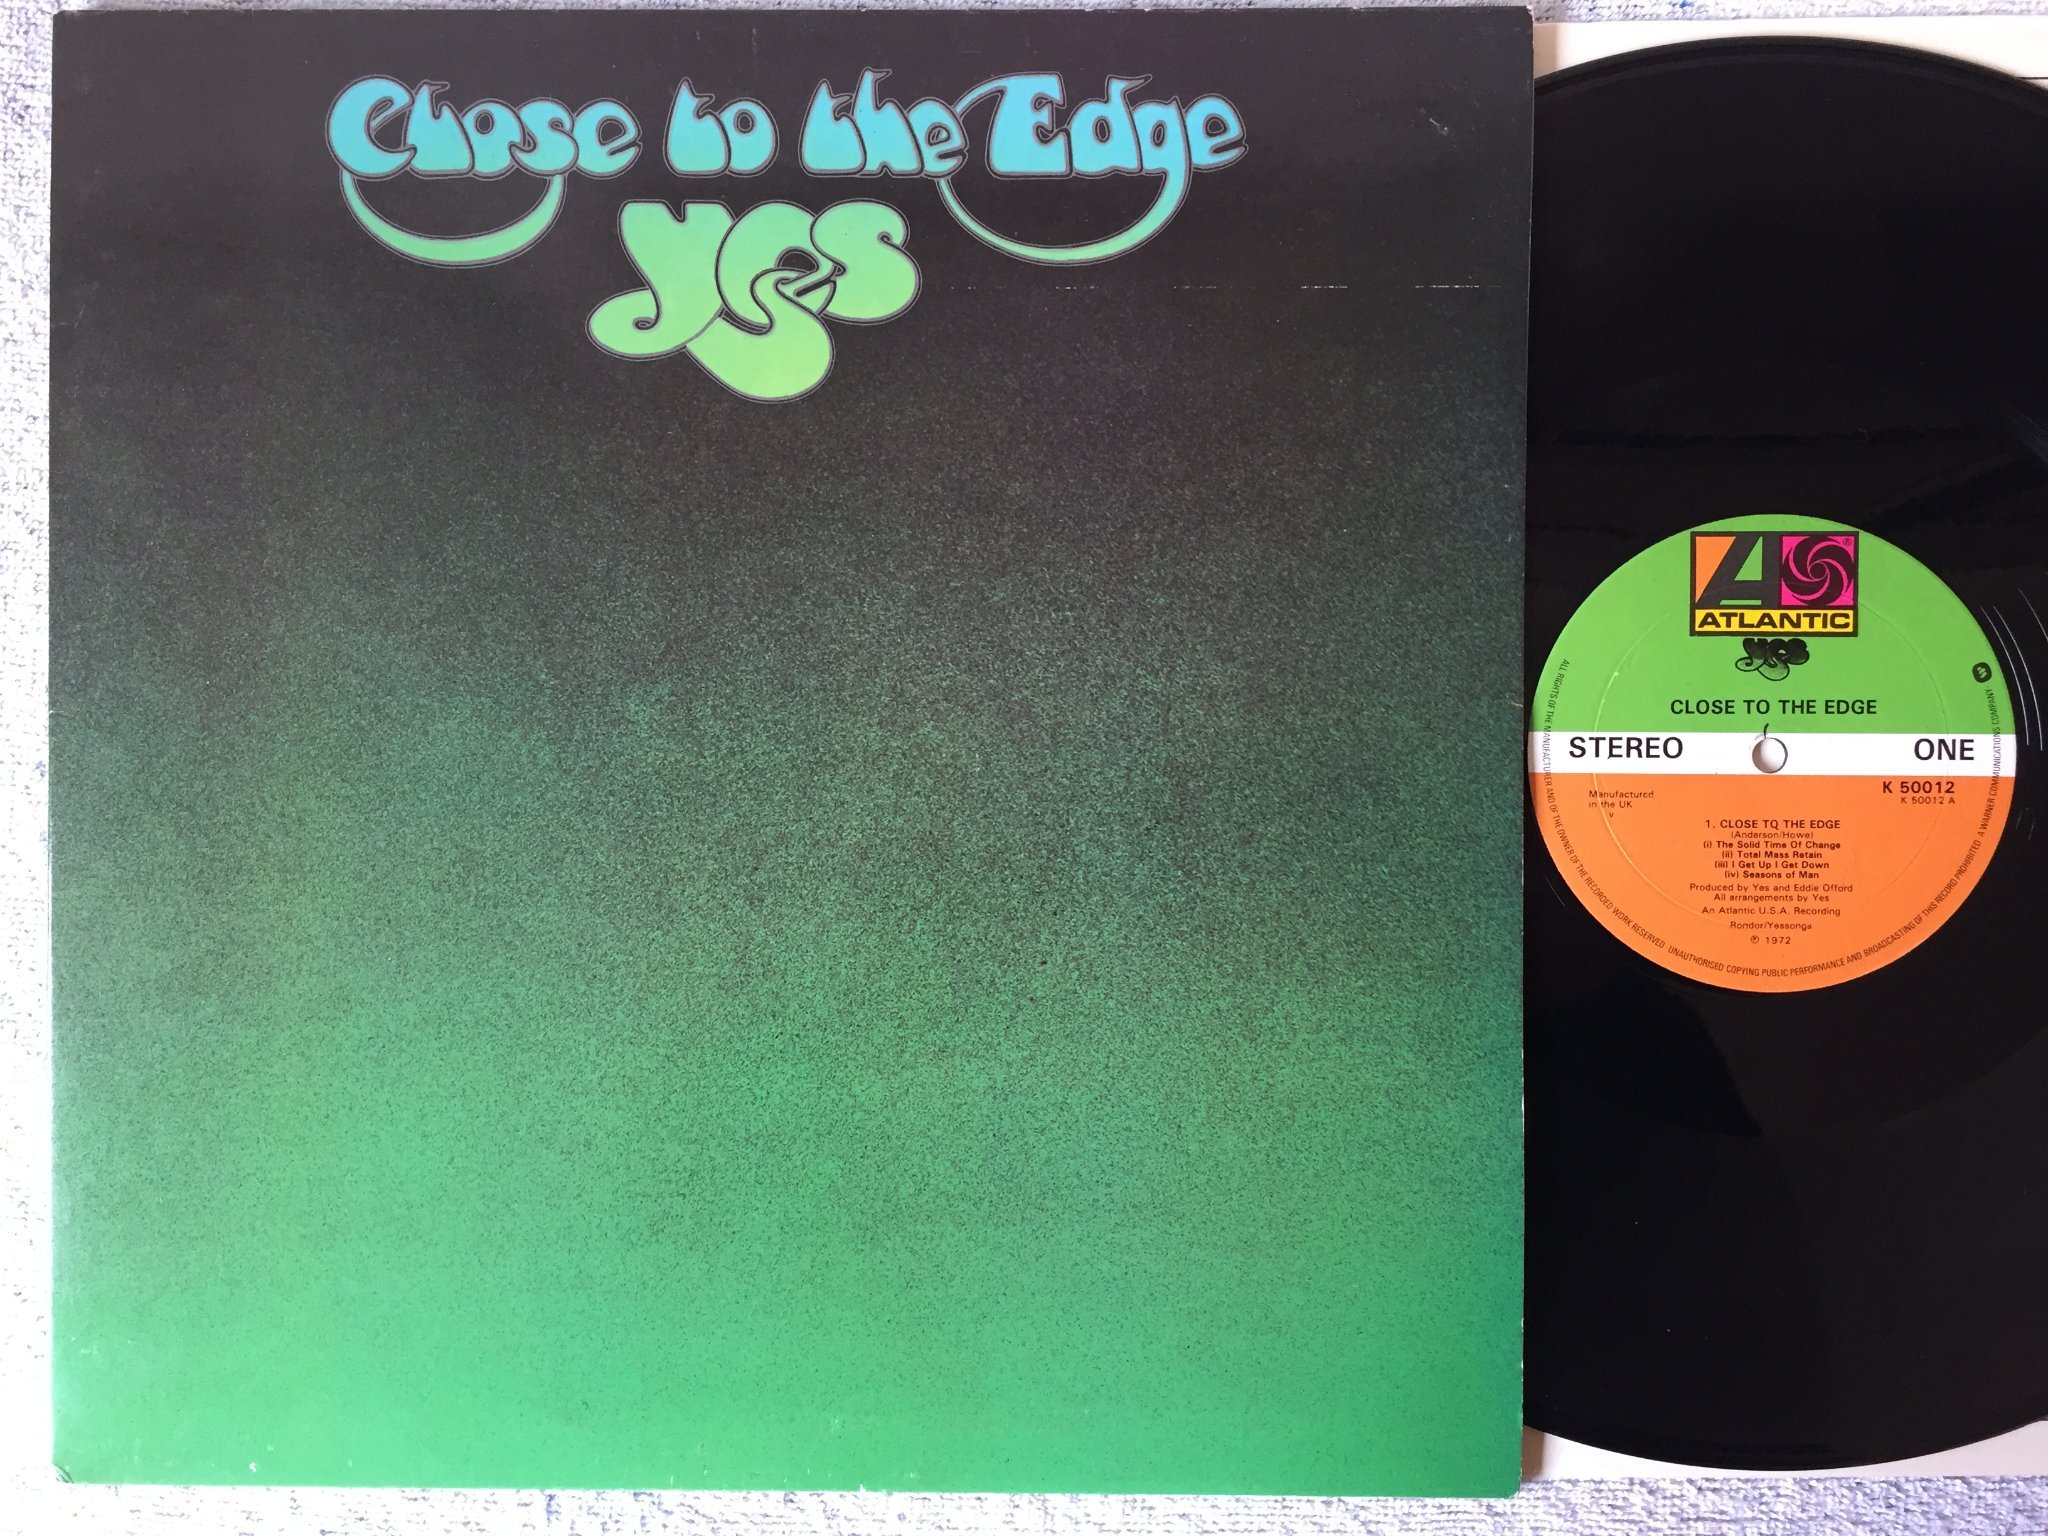 Close to the Edge
Yes
ATLANTIC
®
Yes
CLOSE TO THE EDGE
STEREO
ONE
K 50012
K 50012 A
Manufactured
in the UK
V
1. CLOSE TO THE EDGE
(Anderson/Howe)
(i) The Solid Time Of Change
(ii) Total Mass Retain
(iii) I Get Up I Get Down
(iv) Seasons of Man
Produced by Yes and Eddie Offord
All arrangements by Yes
An Atlantic U.S.A. Recording
Rondor/Yessongs
℗ 1972
ALL RIGHTS OF THE MANUFACTURER AND OF THE OWNER OF THE RECORDED WORK RESERVED UNAUTHORISED COPYING PUBLIC PERFORMANCE AND BROADCASTING OF THIS RECORD PROHIBITED A WARNER COMMUNICATIONS COMPANY